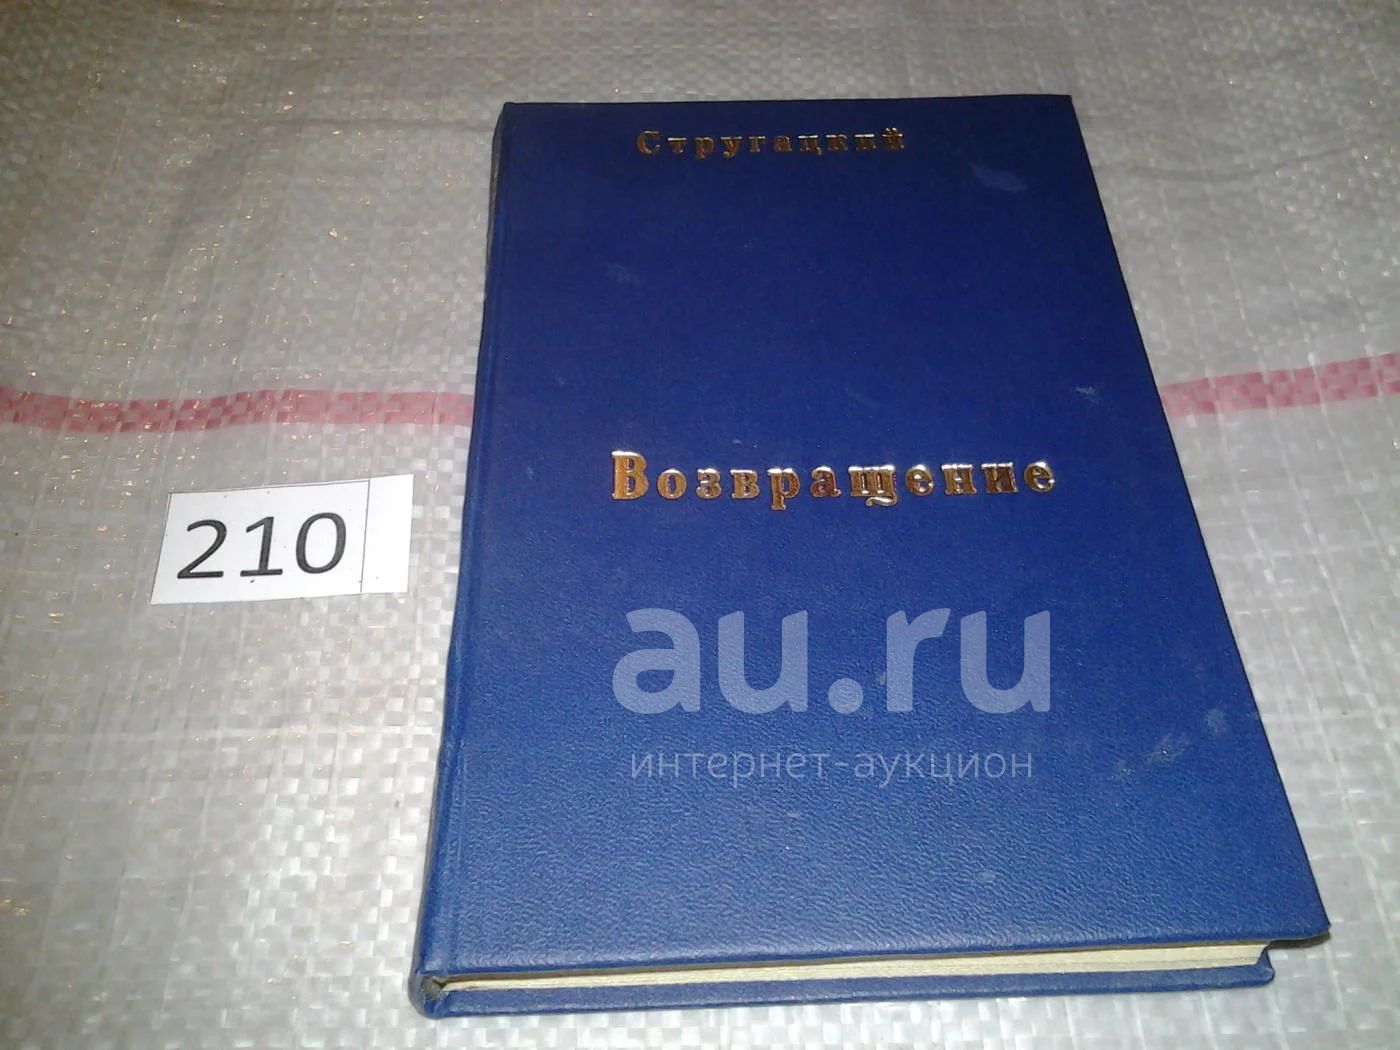 Стругацкий
Возвращение
210
au.ru
интернет-аукцион